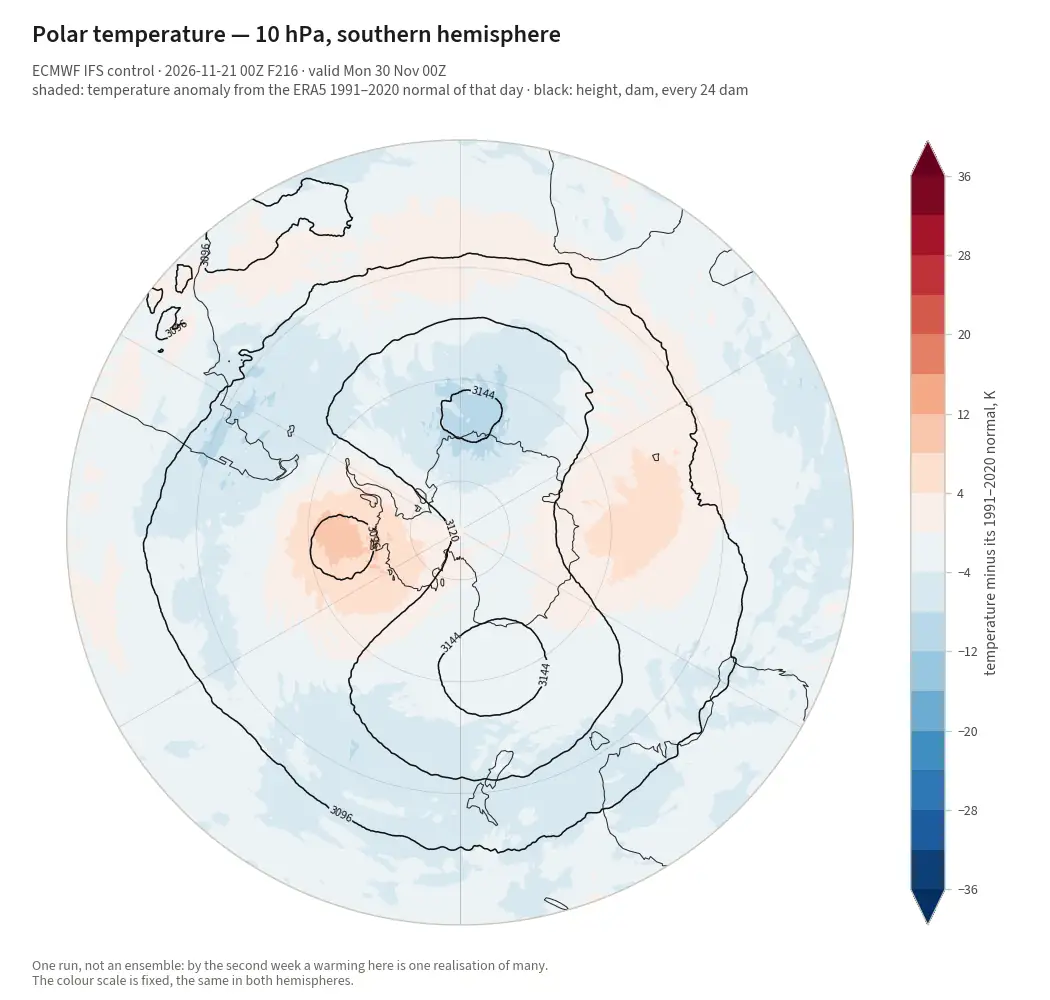 Polar temperature — 10 hPa, southern hemisphere
ECMWF IFS control · 2026-11-21 00Z F216 · valid Mon 30 Nov 00Z
shaded: temperature anomaly from the ERA5 1991–2020 normal of that day · black: height, dam, every 24 dam
36
28
20
12
4
−4
−12
−20
−28
−36
temperature minus its 1991–2020 normal, K
3096
3096
3144
3120
3144
3144
3096
One run, not an ensemble: by the second week a warming here is one realisation of many.
The colour scale is fixed, the same in both hemispheres.